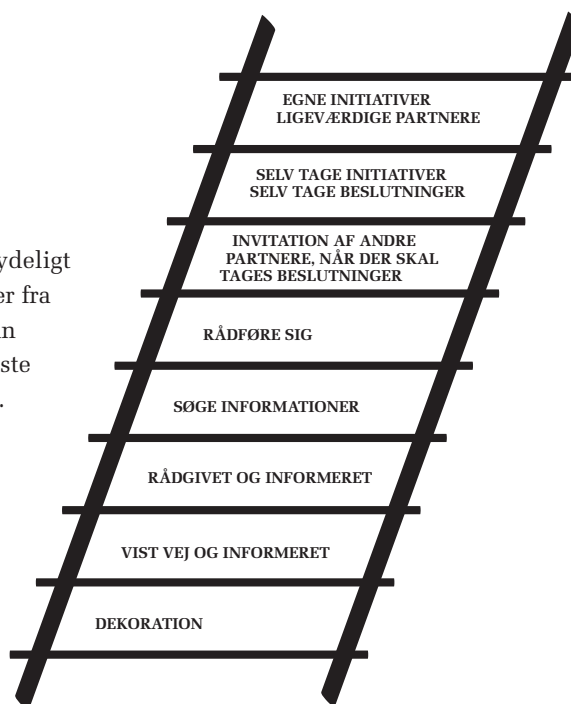 EGNE INITIATIVER
LIGEVÆRDIGE PARTNERE
SELV TAGE INITIATIVER
SELV TAGE BESLUTNINGER
INVITATION AF ANDRE
PARTNERE, NÅR DER SKAL
TAGES BESLUTNINGER
RÅDFØRE SIG
SØGE INFORMATIONER
RÅDGIVET OG INFORMERET
VIST VEJ OG INFORMERET
DEKORATION
ydeligt
er fra
n
ste
.